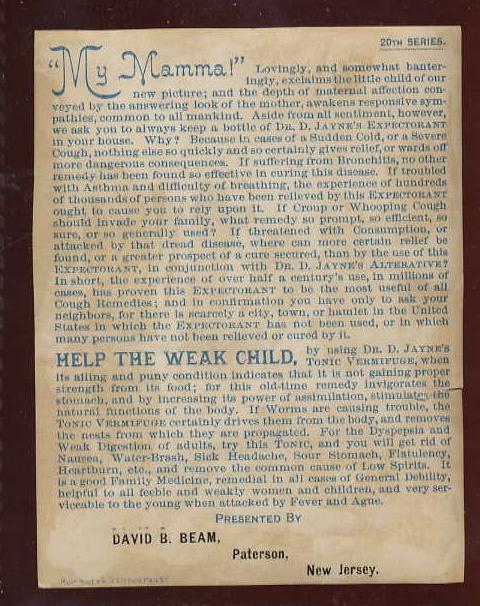 20TH SERIES.
"My Mamma!" Lovingly, and somewhat banter-
ingly, exclaims the little child of our
new picture; and the depth of maternal affection con-
veyed by the answering look of the mother, awakens responsive sym-
pathies, common to all mankind. Aside from all sentiment, however,
we ask you to always keep a bottle of DR. D. JAYNE'S EXPECTORANT
in your house. Why? Because in cases of a Sudden Cold, or a Severe
Cough, nothing else so quickly and so certainly gives relief, or wards off
more dangerous consequences. If suffering from Bronchitis, no other
remedy has been found so effective in curing this disease. If troubled
with Asthma and difficulty of breathing, the experience of hundreds
of thousands of persons who have been relieved by this EXPECTORANT
ought to cause you to rely upon it. If Croup or Whooping Cough
should invade your family, what remedy so prompt, so efficient, so
sure, or so generally used? If threatened with Consumption, or
attacked by that dread disease, where can more certain relief be
found, or a greater prospect of a cure secured, than by the use of this
EXPECTORANT, in conjunction with DR. D. JAYNE'S ALTERATIVE?
In short, the experience of over half a century's use, in millions of
cases, has proven this EXPECTORANT to be the most useful of all
Cough Remedies; and in confirmation you have only to ask your
neighbors, for there is scarcely a city, town, or hamlet in the United
States in which the EXPECTORANT has not been used, or in which
many persons have not been relieved or cured by it.
HELP THE WEAK CHILD, by using DR. D. JAYNE'S
TONIC VERMIFUGE, when
its ailing and puny condition indicates that it is not gaining proper
strength from its food; for this old-time remedy invigorates the
stomach, and by increasing its power of assimilation, stimulates the
natural functions of the body. If Worms are causing trouble, the
TONIC VERMIFUGE certainly drives them from the body, and removes
the nests from which they are propagated. For the Dyspepsia and
Weak Digestion of adults, try this TONIC, and you will get rid of
Nausea, Water-Brash, Sick Headache, Sour Stomach, Flatulency,
Heartburn, etc., and remove the common cause of Low Spirits. It
is a good Family Medicine, remedial in all cases of General Debility,
helpful to all feeble and weakly women and children, and very ser-
viceable to the young when attacked by Fever and Ague.
PRESENTED BY
DAVID B. BEAM,
Paterson,
New Jersey.